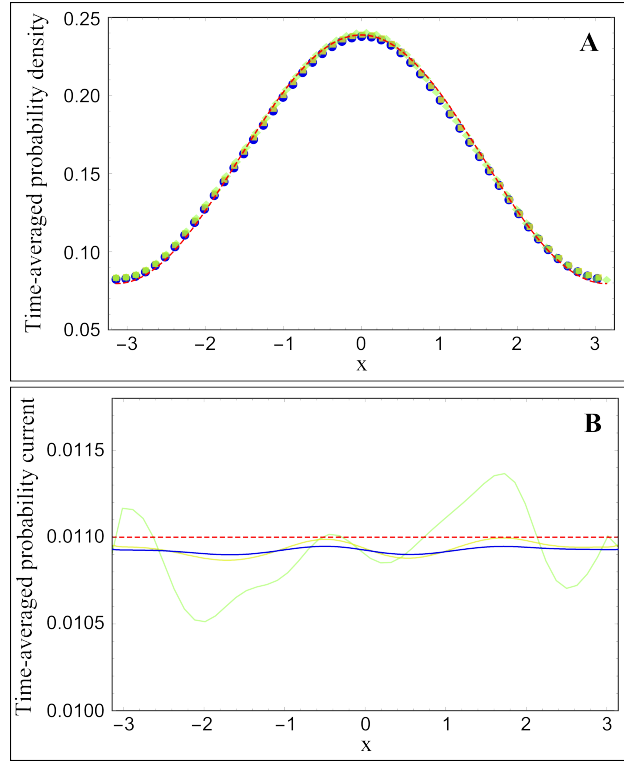 A
Time-averaged probability density
0.25
0.20
0.15
0.10
0.05
−3 −2 −1 0 1 2 3
x
B
Time-averaged probability current
0.0115
0.0110
0.0105
0.0100
−3 −2 −1 0 1 2 3
x